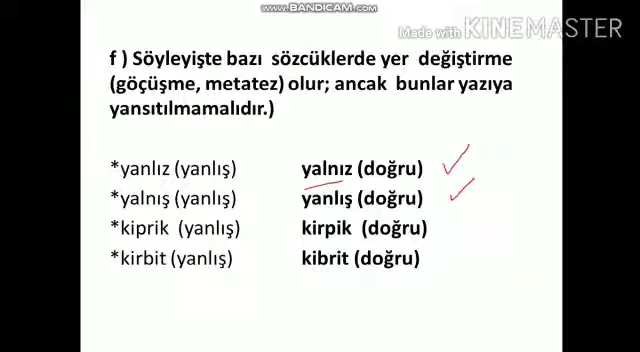 www.BANDICAM.com
Made with KINEMASTER
f ) Söyleyişte bazı sözcüklerde yer değiştirme
(göçüşme, metatez) olur; ancak bunlar yazıya
yansıtılmamalıdır.)
*yanlız (yanlış) yalnız (doğru)
*yalnış (yanlış) yanlış (doğru)
*kiprik (yanlış) kirpik (doğru)
*kirbit (yanlış) kibrit (doğru)